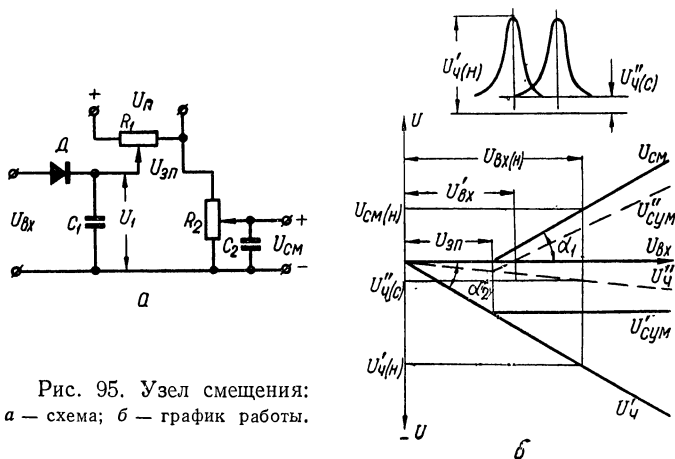 +
Uп
R₁
Д
Uзп
Uвх
C₁
U₁
R₂
C₂
+
Uсм
−
а
U′ч(н)
U″ч(с)
U
Uвх(н)
Uсм
U′вх
U″сум
Uсм(н)
Uзп
α₁
Uвх
U″ч
U″ч(с)
α₂
U′сум
U′ч(н)
U′ч
−U
б
Рис. 95. Узел смещения:
а — схема; б — график работы.